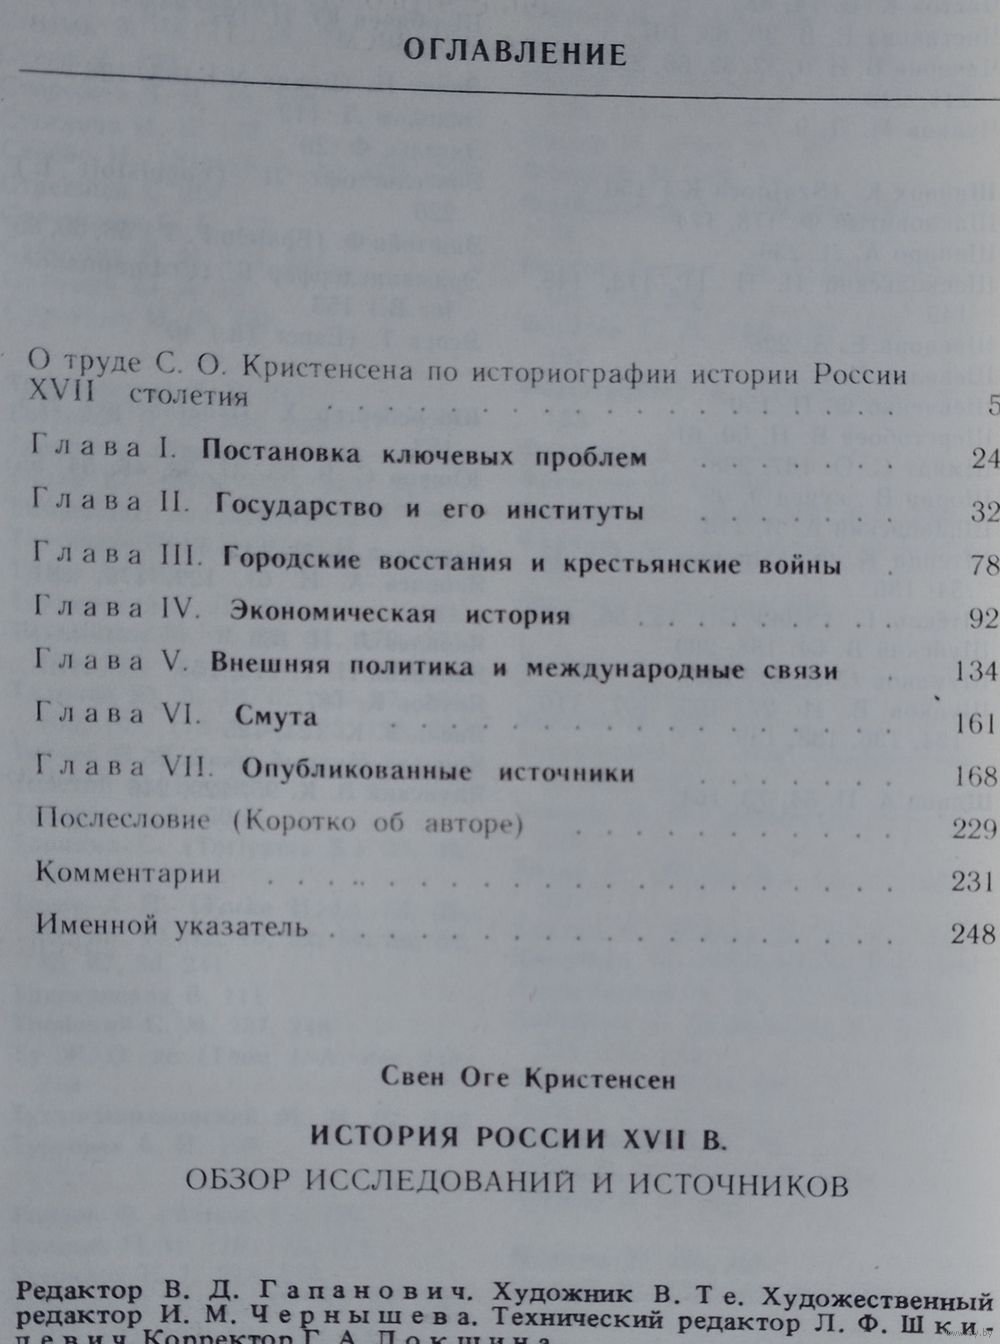 ОГЛАВЛЕНИЕ
О труде С. О. Кристенсена по историографии истории России
XVII столетия . . . . . . . . . . . . . 5
Глава I. Постановка ключевых проблем 24
Глава II. Государство и его институты . . . . . . 32
Глава III. Городские восстания и крестьянские войны . 78
Глава IV. Экономическая история . . . . . . . . 92
Глава V. Внешняя политика и международные связи . 134
Глава VI. Смута . . . . . . . . . . . . . . 161
Глава VII. Опубликованные источники . . . . . . 168
Послесловие (Коротко об авторе) . . . . . . . . . . 229
Комментарии . . . . . . . . . . . . . . . . . 231
Именной указатель . . . . . . . . . . . . . . . 248
Свен Оге Кристенсен
ИСТОРИЯ РОССИИ XVII В.
ОБЗОР ИССЛЕДОВАНИЙ И ИСТОЧНИКОВ
Редактор В. Д. Гапанович. Художник В. Те. Художественный
редактор И. М. Чернышева. Технический редактор Л. Ф. Шки-
левич. Корректор Г. А. Локшина